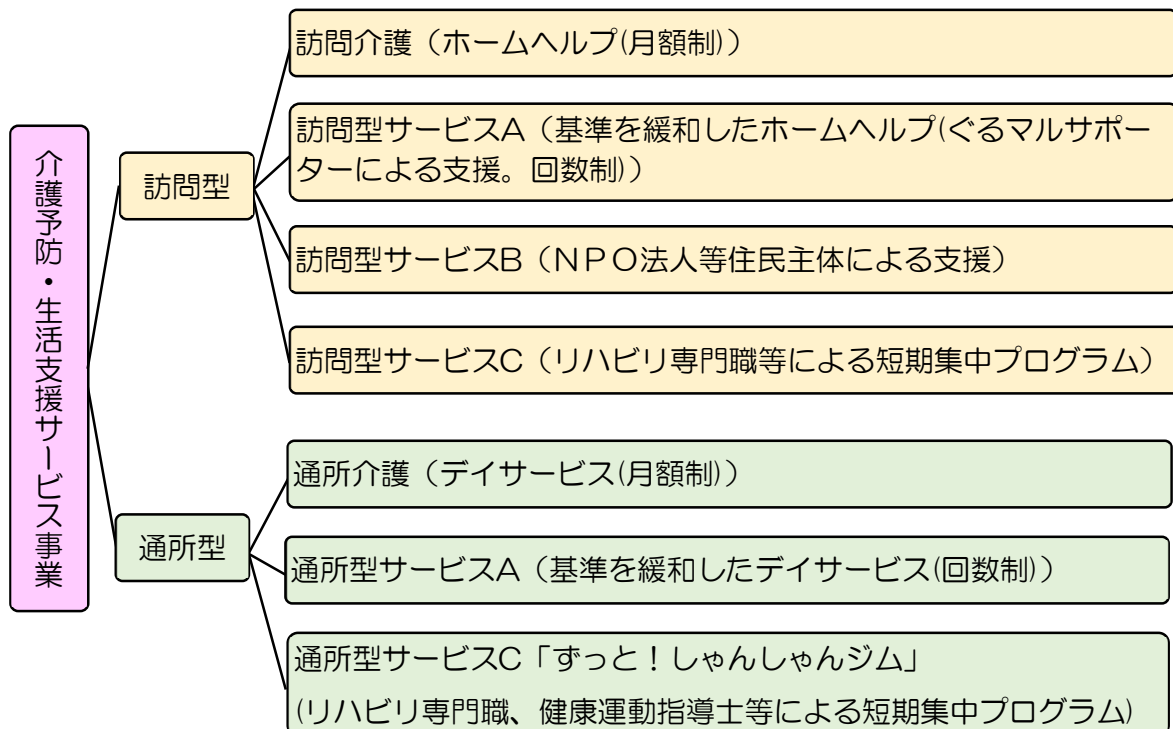 介護予防・生活支援サービス事業
訪問型
訪問介護（ホームヘルプ(月額制)）
訪問型サービスA（基準を緩和したホームヘルプ(ぐるマルサポー
ターによる支援。回数制)）
訪問型サービスB（ＮＰＯ法人等住民主体による支援）
訪問型サービスC（リハビリ専門職等による短期集中プログラム）
通所型
通所介護（デイサービス(月額制)）
通所型サービスA（基準を緩和したデイサービス(回数制)）
通所型サービスC「ずっと！しゃんしゃんジム」
(リハビリ専門職、健康運動指導士等による短期集中プログラム)